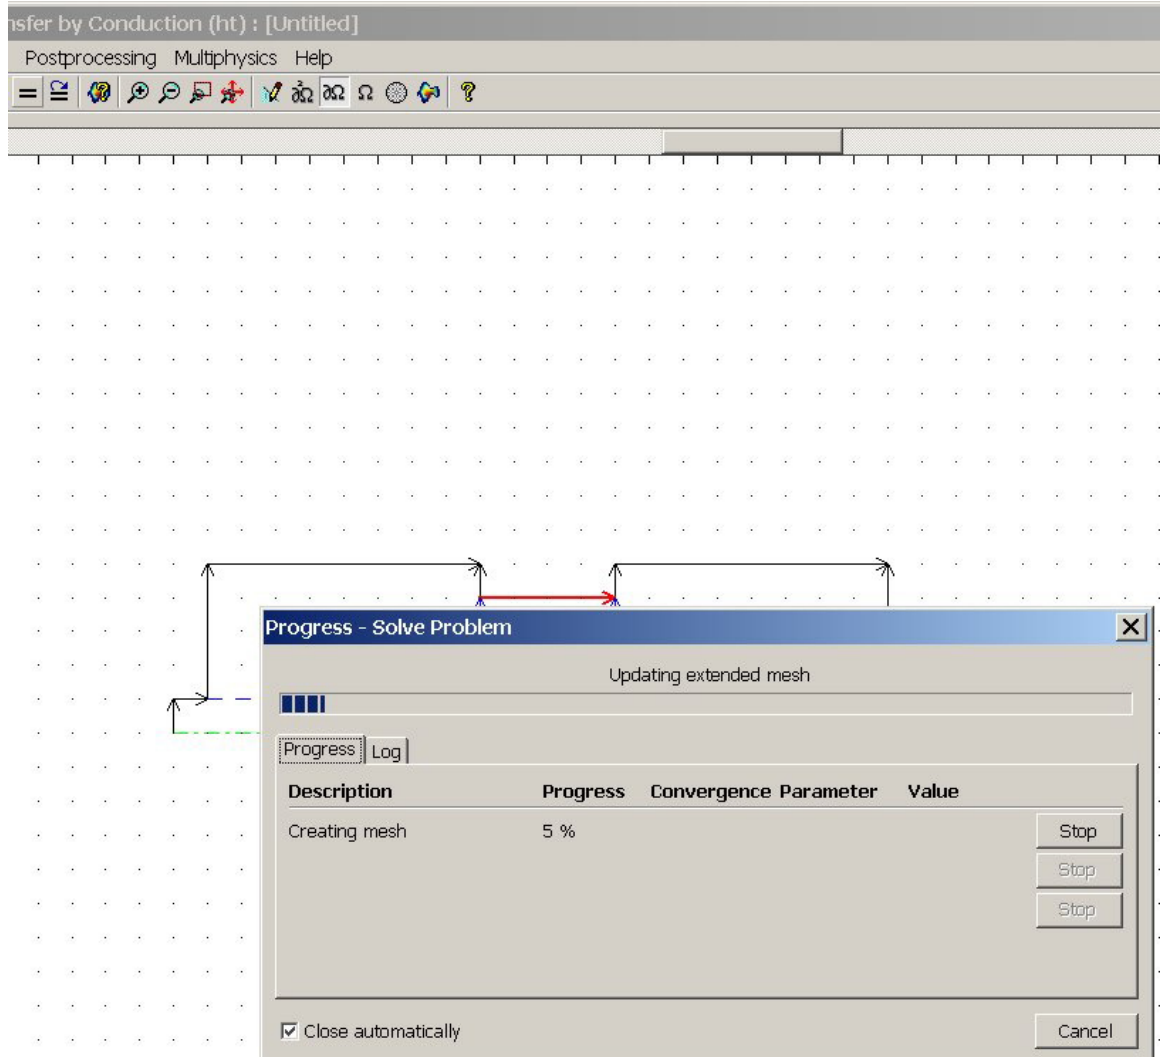 nsfer by Conduction (ht) : [Untitled]
Postprocessing Multiphysics Help
= ≅ ∂Ω Ω ?
Progress - Solve Problem
Updating extended mesh
Progress Log
Description Progress Convergence Parameter Value
Creating mesh 5 % Stop
Stop
Stop
Close automatically Cancel